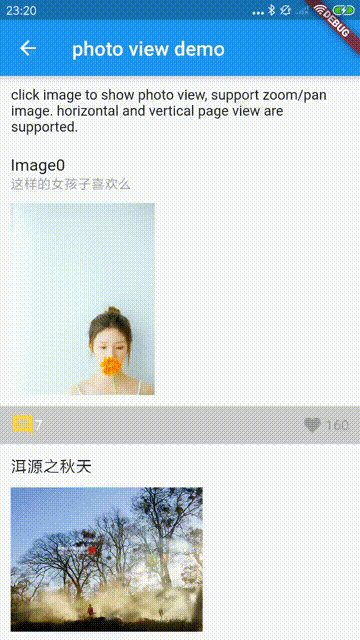 23:20
DEBUG
photo view demo
click image to show photo view, support zoom/pan
image. horizontal and vertical page view are
supported.
Image0
这样的女孩子喜欢么
7
160
洱源之秋天